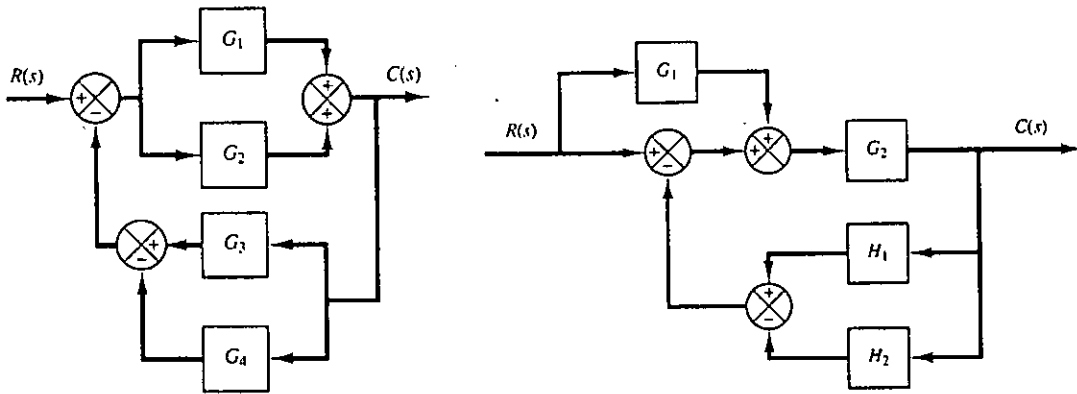 R(s)
+
−
G₁
G₂
+
+
C(s)
+
−
G₃
G₄
R(s)
G₁
+
−
+
+
G₂
C(s)
H₁
+
−
H₂